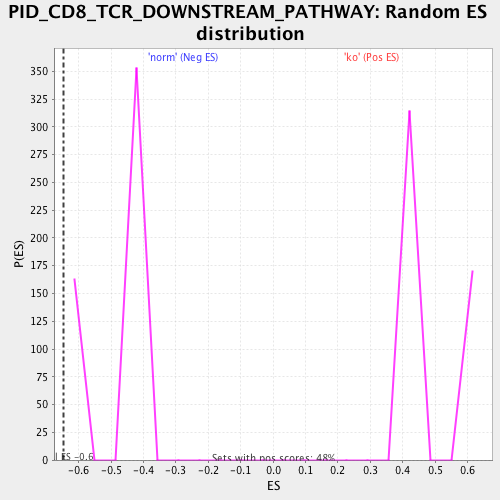 PID_CD8_TCR_DOWNSTREAM_PATHWAY: Random ES
distribution
'norm' (Neg ES)
'ko' (Pos ES)
350
325
300
275
250
225
200
175
150
125
100
75
50
25
0
P(ES)
ES -0.6
Sets with pos scores: 48%
-0.6 -0.5 -0.4 -0.3 -0.2 -0.1 0.0 0.1 0.2 0.3 0.4 0.5 0.6
ES